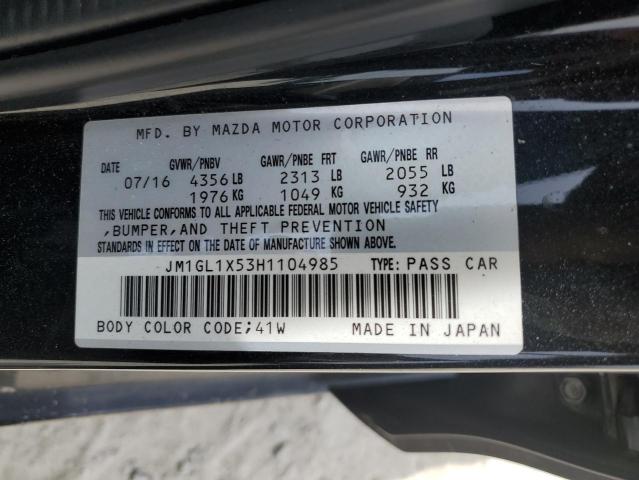 MFD. BY MAZDA MOTOR CORPORATION
DATE GVWR/PNBV GAWR/PNBE FRT GAWR/PNBE RR
07/16 4356 LB 2313 LB 2055 LB
1976 KG 1049 KG 932 KG
THIS VEHICLE CONFORMS TO ALL APPLICABLE FEDERAL MOTOR VEHICLE SAFETY
,BUMPER,AND THEFT PREVENTION
STANDARDS IN EFFECT ON THE DATE OF MANUFACTURE SHOWN ABOVE.
JM1GL1X53H1104985 TYPE: PASS CAR
BODY COLOR CODE;41W MADE IN JAPAN